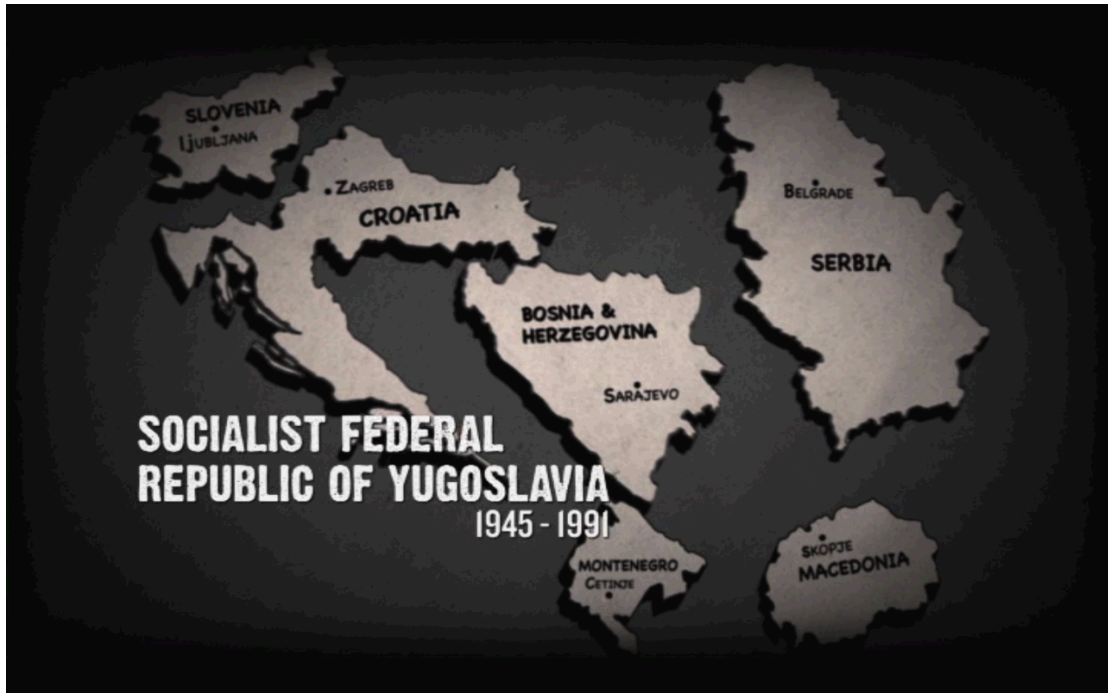 SLOVENIA
LJUBLJANA
ZAGREB
CROATIA
BELGRADE
SERBIA
BOSNIA &
HERZEGOVINA
SARAJEVO
SOCIALIST FEDERAL
REPUBLIC OF YUGOSLAVIA
1945 - 1991
MONTENEGRO
CETINJE
SKOPJE
MACEDONIA